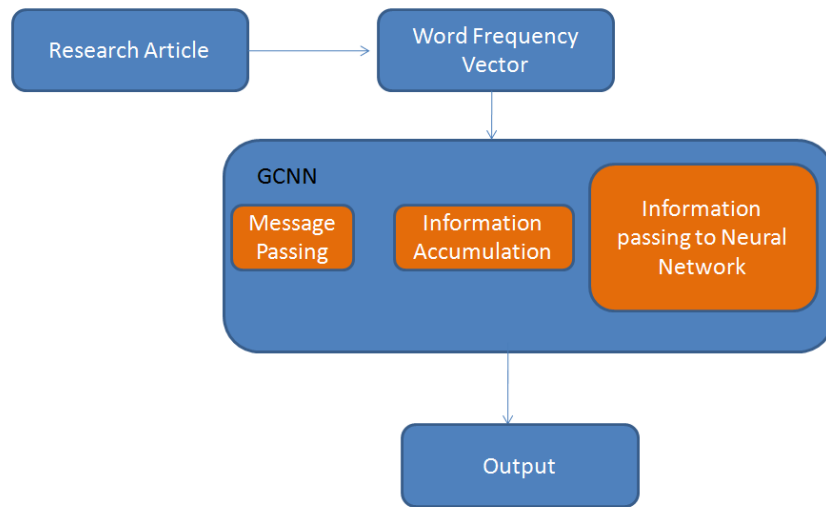 Research Article
Word Frequency
Vector
GCNN
Message
Passing
Information
Accumulation
Information
passing to Neural
Network
Output